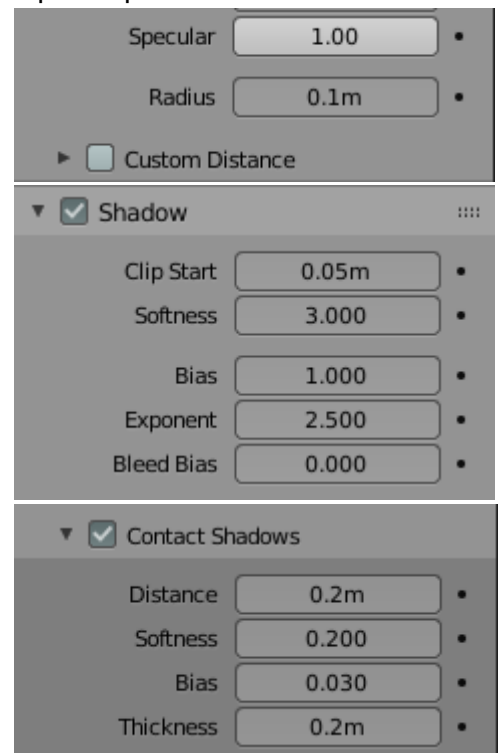 Specular 1.00
Radius 0.1m
Custom Distance
Shadow
Clip Start 0.05m
Softness 3.000
Bias 1.000
Exponent 2.500
Bleed Bias 0.000
Contact Shadows
Distance 0.2m
Softness 0.200
Bias 0.030
Thickness 0.2m